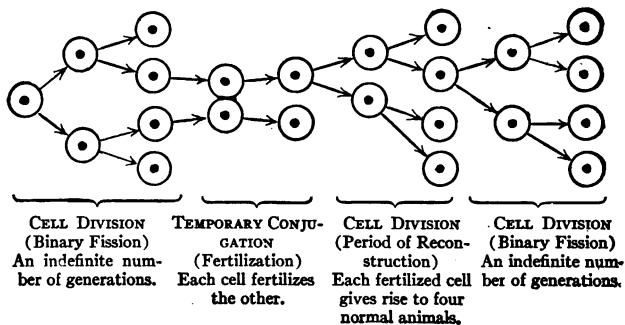 CELL DIVISION
(Binary Fission)
An indefinite num-
ber of generations.
TEMPORARY CONJU-
GATION
(Fertilization)
Each cell fertilizes
the other.
CELL DIVISION
(Period of Recon-
struction)
Each fertilized cell
gives rise to four
normal animals.
CELL DIVISION
(Binary Fission)
An indefinite num-
ber of generations.